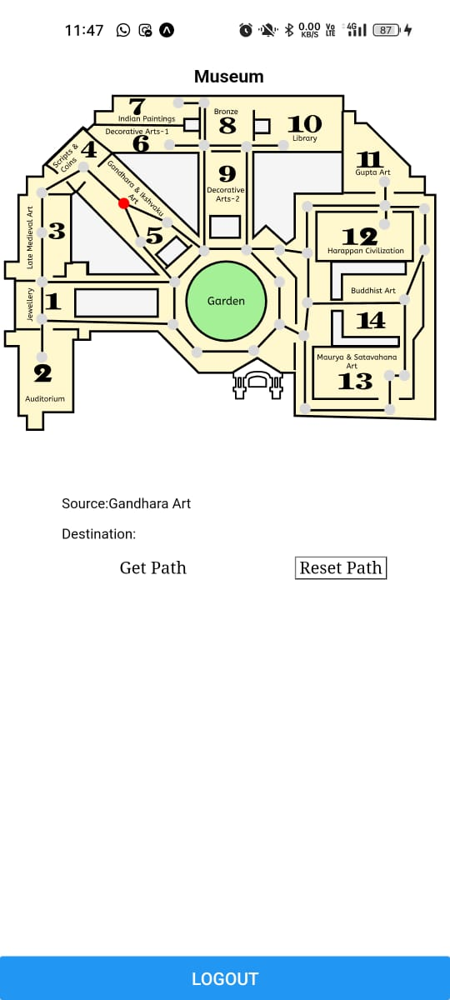 11:47
0.00 KB/S Vo LTE 4G 87
Museum
7
Indian Paintings
Bronze
8
10
Library
Decorative Arts-1
6
Scripts & Coins
4
Gandhara & Ikshvaku Art
9
Decorative
Arts-2
11
Gupta Art
Late Medieval Art
3
5
12
Harappan Civilization
Jewellery
1
Garden
Buddhist Art
14
2
Auditorium
Maurya & Satavahana
Art
13
Source:Gandhara Art
Destination:
Get Path
Reset Path
LOGOUT